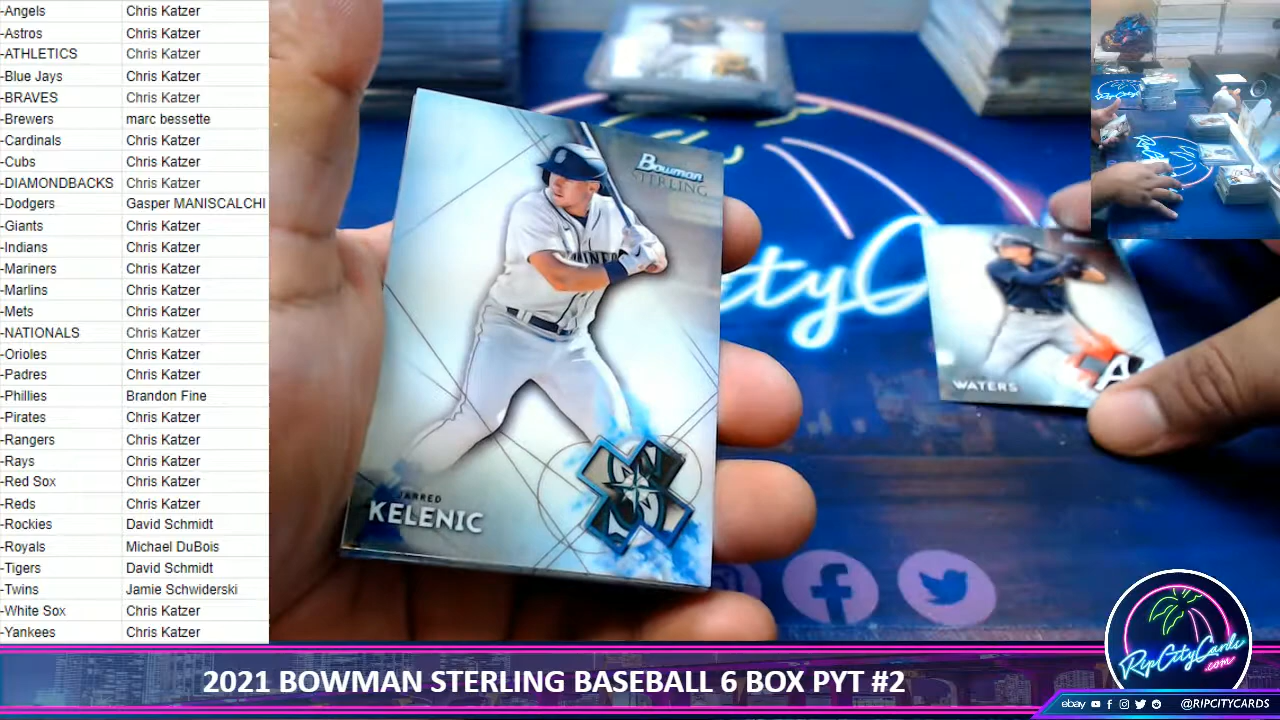 -Angels Chris Katzer
-Astros Chris Katzer
-ATHLETICS Chris Katzer
-Blue Jays Chris Katzer
-BRAVES Chris Katzer
-Brewers marc bessette
-Cardinals Chris Katzer
-Cubs Chris Katzer
-DIAMONDBACKS Chris Katzer
-Dodgers Gasper MANISCALCHI
-Giants Chris Katzer
-Indians Chris Katzer
-Mariners Chris Katzer
-Marlins Chris Katzer
-Mets Chris Katzer
-NATIONALS Chris Katzer
-Orioles Chris Katzer
-Padres Chris Katzer
-Phillies Brandon Fine
-Pirates Chris Katzer
-Rangers Chris Katzer
-Rays Chris Katzer
-Red Sox Chris Katzer
-Reds Chris Katzer
-Rockies David Schmidt
-Royals Michael DuBois
-Tigers David Schmidt
-Twins Jamie Schwiderski
-White Sox Chris Katzer
-Yankees Chris Katzer
Bowman
STERLING
JARRED
KELENIC
WATERS
A
ityC
RipCityCards
.com
2021 BOWMAN STERLING BASEBALL 6 BOX PYT #2
ebay @RIPCITYCARDS